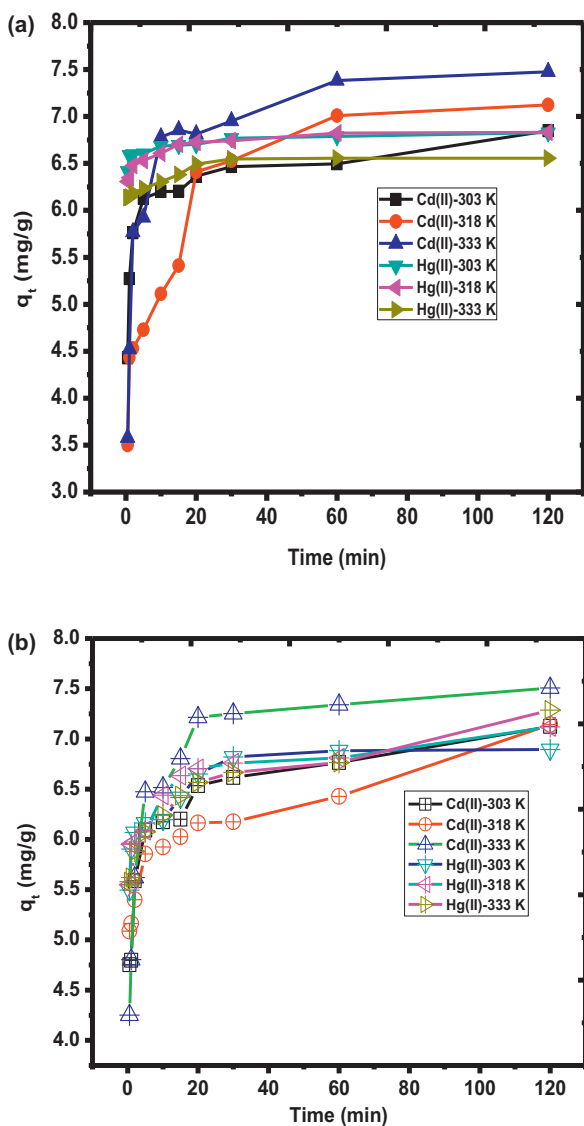 (a)
8.0
7.5
7.0
6.5
6.0
5.5
5.0
4.5
4.0
3.5
3.0
qt (mg/g)
Cd(II)-303 K
Cd(II)-318 K
Cd(II)-333 K
Hg(II)-303 K
Hg(II)-318 K
Hg(II)-333 K
0 20 40 60 80 100 120
Time (min)
(b)
8.0
7.5
7.0
6.5
6.0
5.5
5.0
4.5
4.0
qt (mg/g)
Cd(II)-303 K
Cd(II)-318 K
Cd(II)-333 K
Hg(II)-303 K
Hg(II)-318 K
Hg(II)-333 K
0 20 40 60 80 100 120
Time (min)